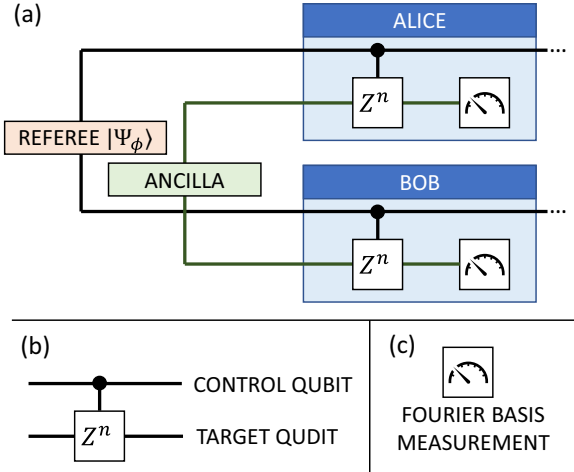 (a)
ALICE
Z^n
REFEREE |Ψ_ϕ⟩
ANCILLA
BOB
Z^n
(b)
CONTROL QUBIT
Z^n
TARGET QUDIT
(c)
FOURIER BASIS
MEASUREMENT